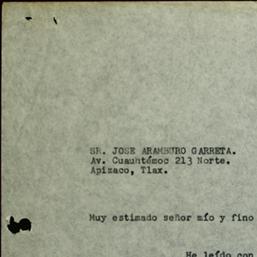 SR. JOSE ARAMBURO GARRETA.
Av. Cuauhtémoc 213 Norte.
Apizaco, Tlax.
Muy estimado señor mío y fino
He leído con